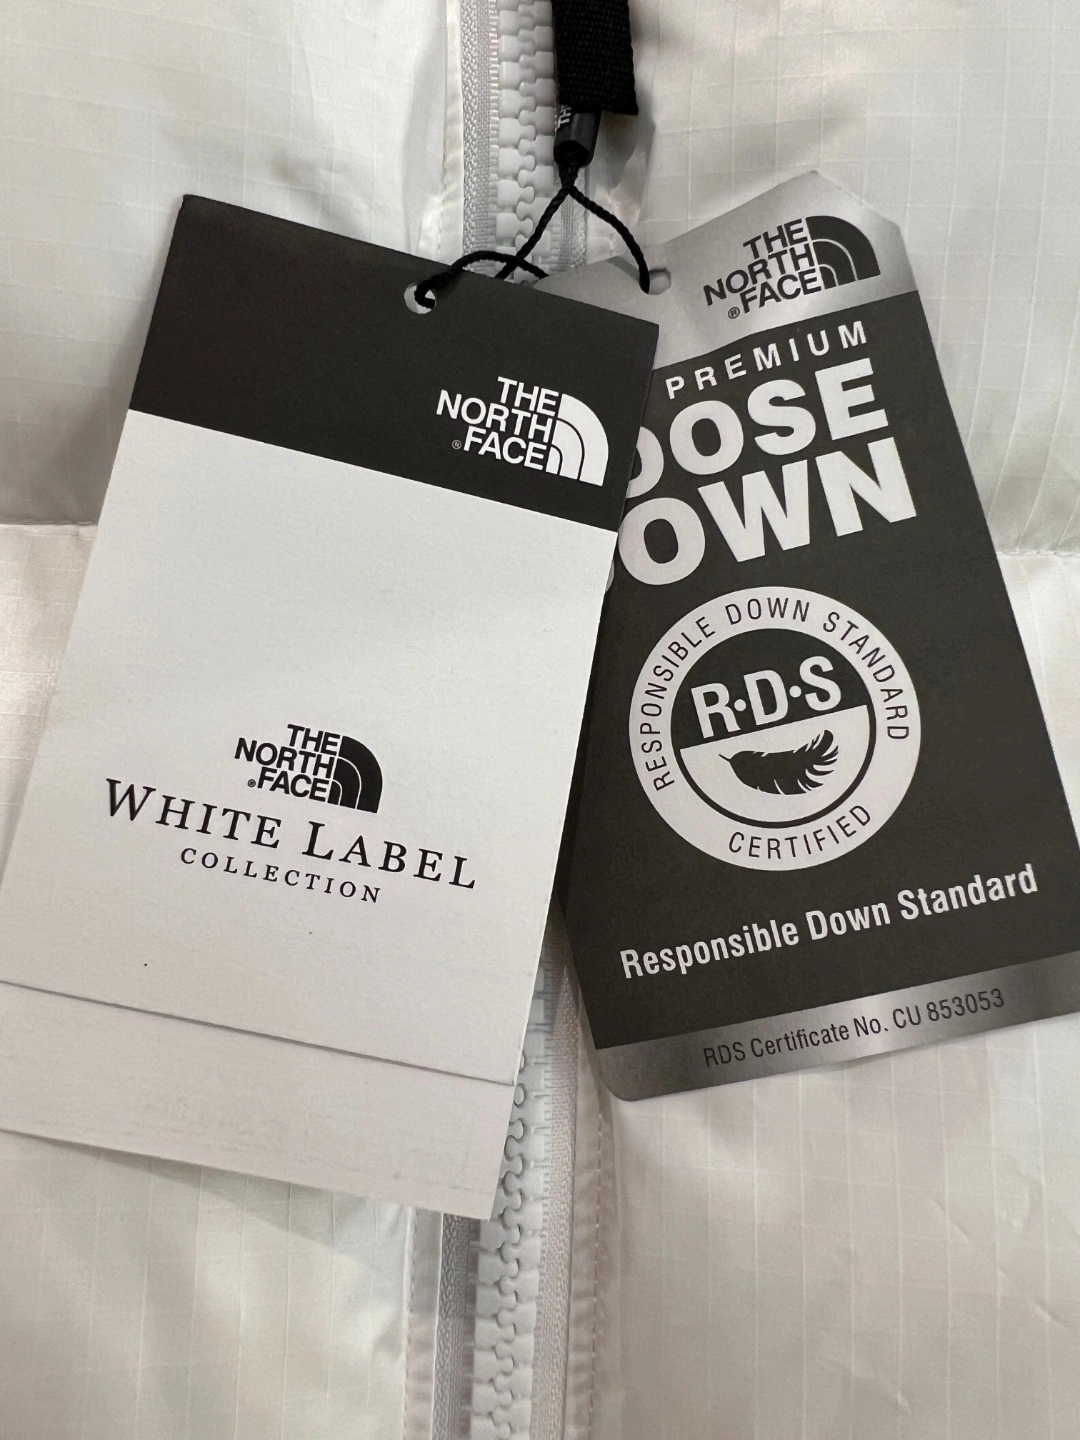 THE
NORTH
®FACE
THE
NORTH
®FACE
WHITE LABEL
COLLECTION
THE
NORTH
®FACE
PREMIUM
OOSE
OWN
RESPONSIBLE DOWN STANDARD
R·D·S
CERTIFIED
Responsible Down Standard
RDS Certificate No. CU 853053